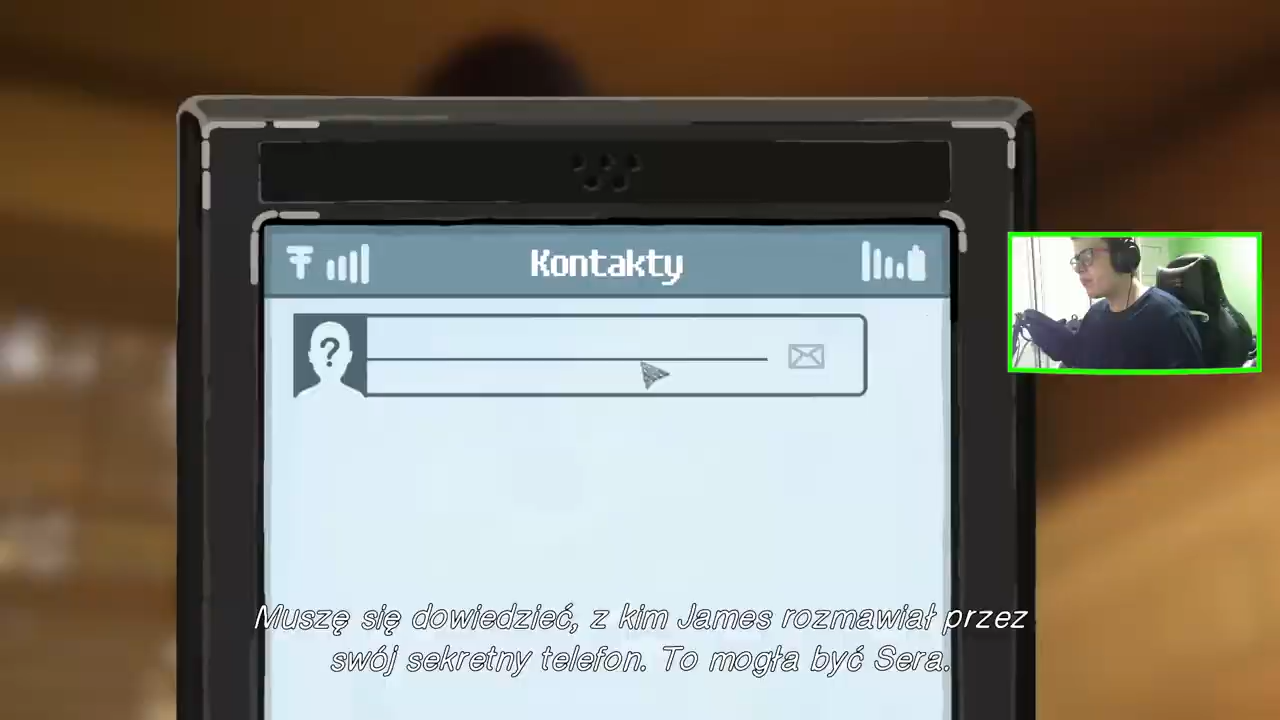 Kontakty
?
Muszę się dowiedzieć, z kim James rozmawiał przez
swój sekretny telefon. To mogła być Sera.